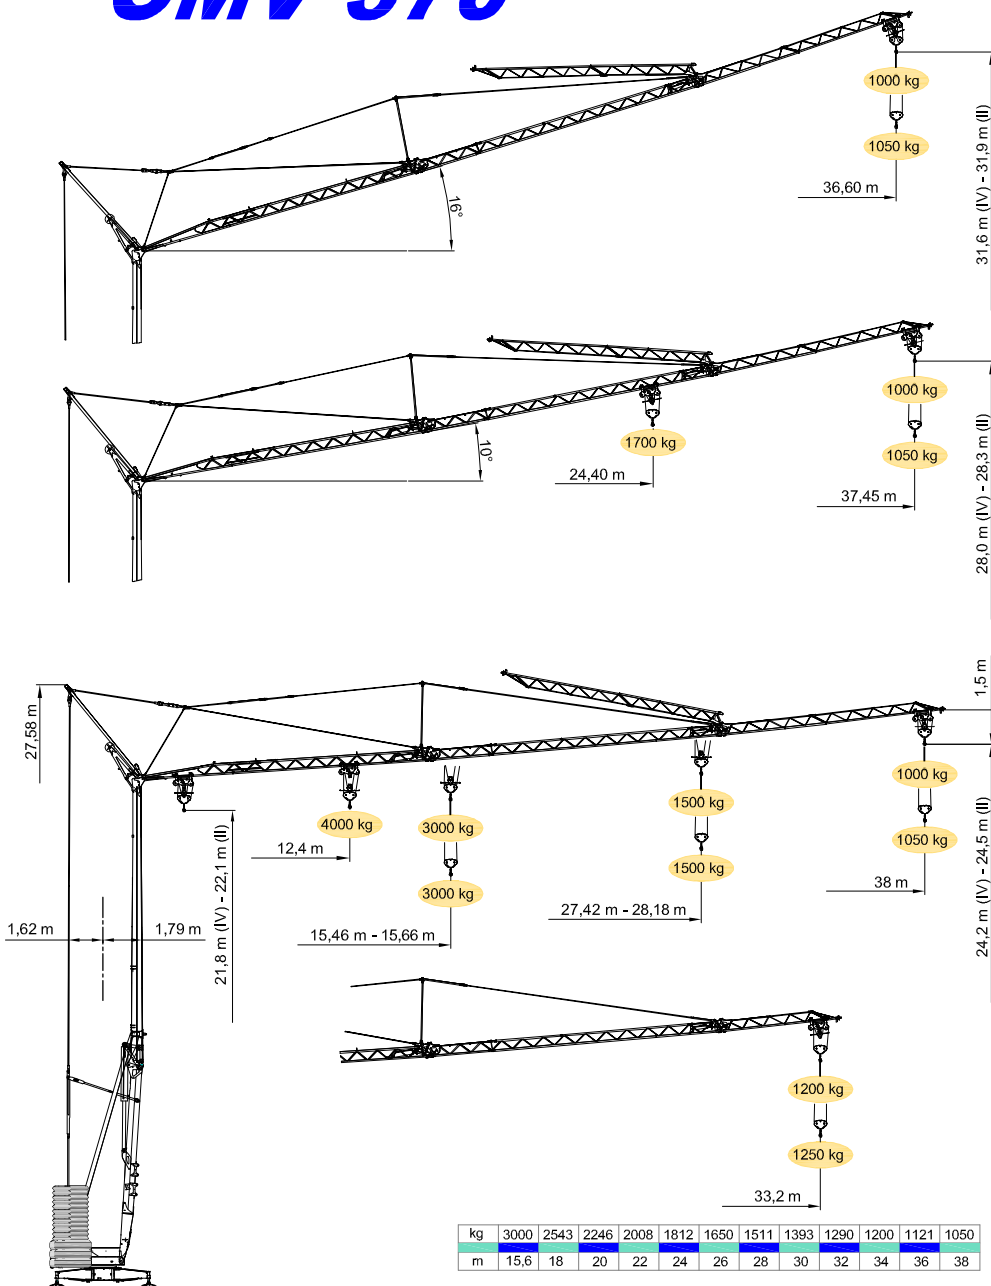 OMV 370
1000 kg
1050 kg
36,60 m
31,6 m (IV) - 31,9 m (II)
16°
1000 kg
1700 kg
1050 kg
10°
24,40 m
37,45 m
28,0 m (IV) - 28,3 m (II)
1,5 m
27,58 m
1000 kg
4000 kg
3000 kg
1500 kg
1050 kg
12,4 m
3000 kg
1500 kg
38 m
27,42 m - 28,18 m
24,2 m (IV) - 24,5 m (II)
21,8 m (IV) - 22,1 m (II)
1,62 m
1,79 m
15,46 m - 15,66 m
1200 kg
1250 kg
33,2 m
kg 3000 2543 2246 2008 1812 1650 1511 1393 1290 1200 1121 1050
m 15,6 18 20 22 24 26 28 30 32 34 36 38